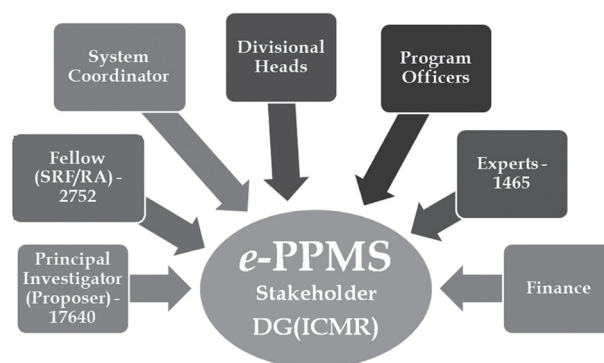 System
Coordinator
Divisional
Heads
Program
Officers
Fellow
(SRF/RA) -
2752
Experts -
1465
Principal
Investigator
(Proposer) -
17640
e-PPMS
Stakeholder
DG(ICMR)
Finance